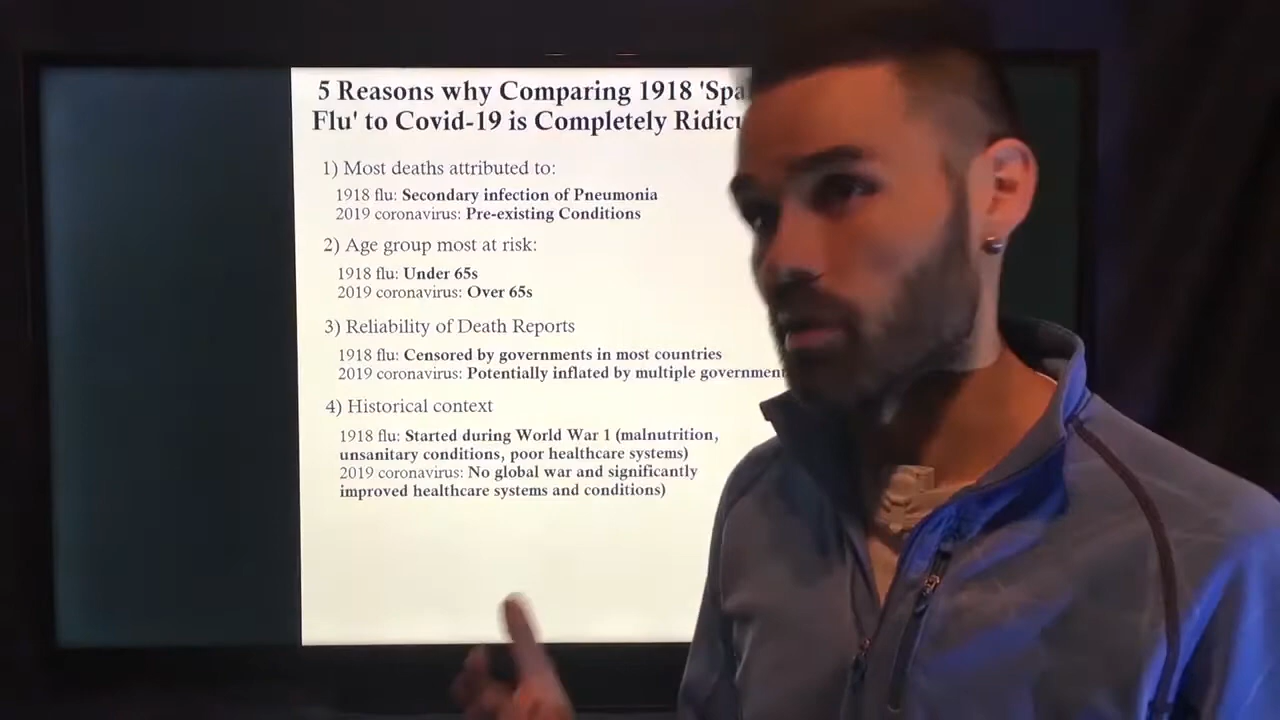 5 Reasons why Comparing 1918
Flu' to Covid-19 is Completely
1) Most deaths attributed to:
1918 flu: Secondary infection of Pneumonia
2019 coronavirus: Pre-existing Conditions
2) Age group most at risk:
1918 flu: Under 65s
2019 coronavirus: Over 65s
3) Reliability of Death Reports
1918 flu: Censored by governments in most countries
2019 coronavirus: Potentially inflated by multiple government
4) Historical context
1918 flu: Started during World War 1 (malnutrition,
unsanitary conditions, poor healthcare systems)
2019 coronavirus: No global war and significantly
improved healthcare systems and conditions)